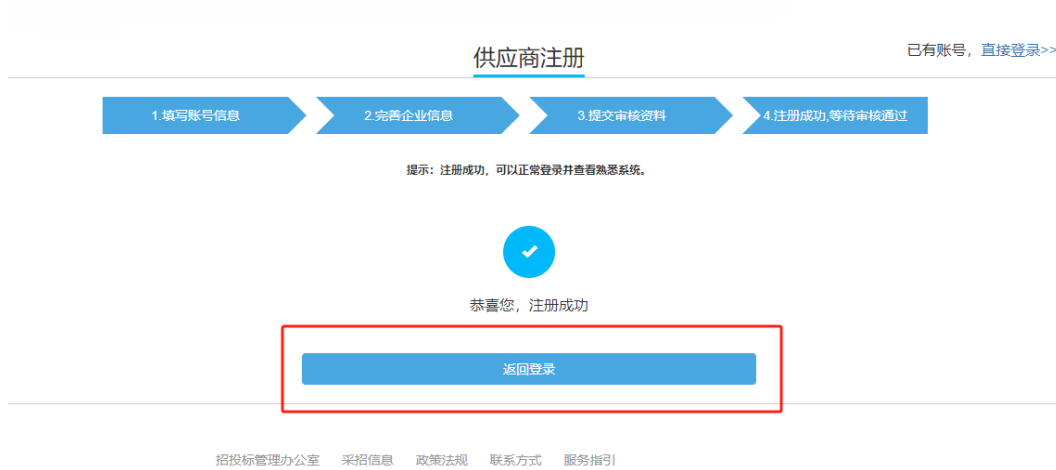 已有账号，直接登录>>
供应商注册
1.填写账号信息
2.完善企业信息
3.提交审核资料
4.注册成功,等待审核通过
提示：注册成功，可以正常登录并查看熟悉系统。
恭喜您，注册成功
返回登录
招投标管理办公室 采招信息 政策法规 联系方式 服务指引